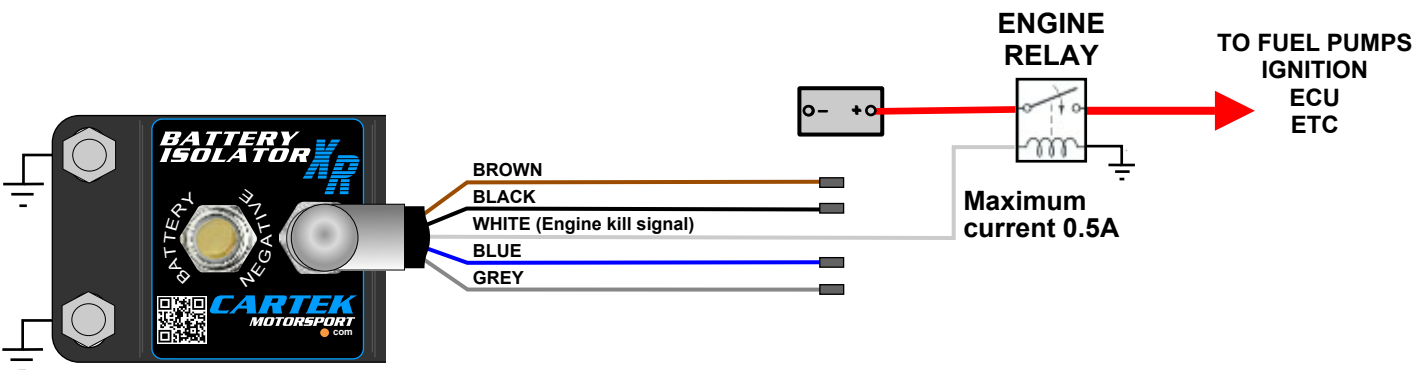 ENGINE
RELAY
TO FUEL PUMPS
IGNITION
ECU
ETC
- +
BATTERY
ISOLATOR XR
BATTERY
NEGATIVE
CARTEK
MOTORSPORT
com
BROWN
BLACK
WHITE (Engine kill signal)
BLUE
GREY
Maximum
current 0.5A